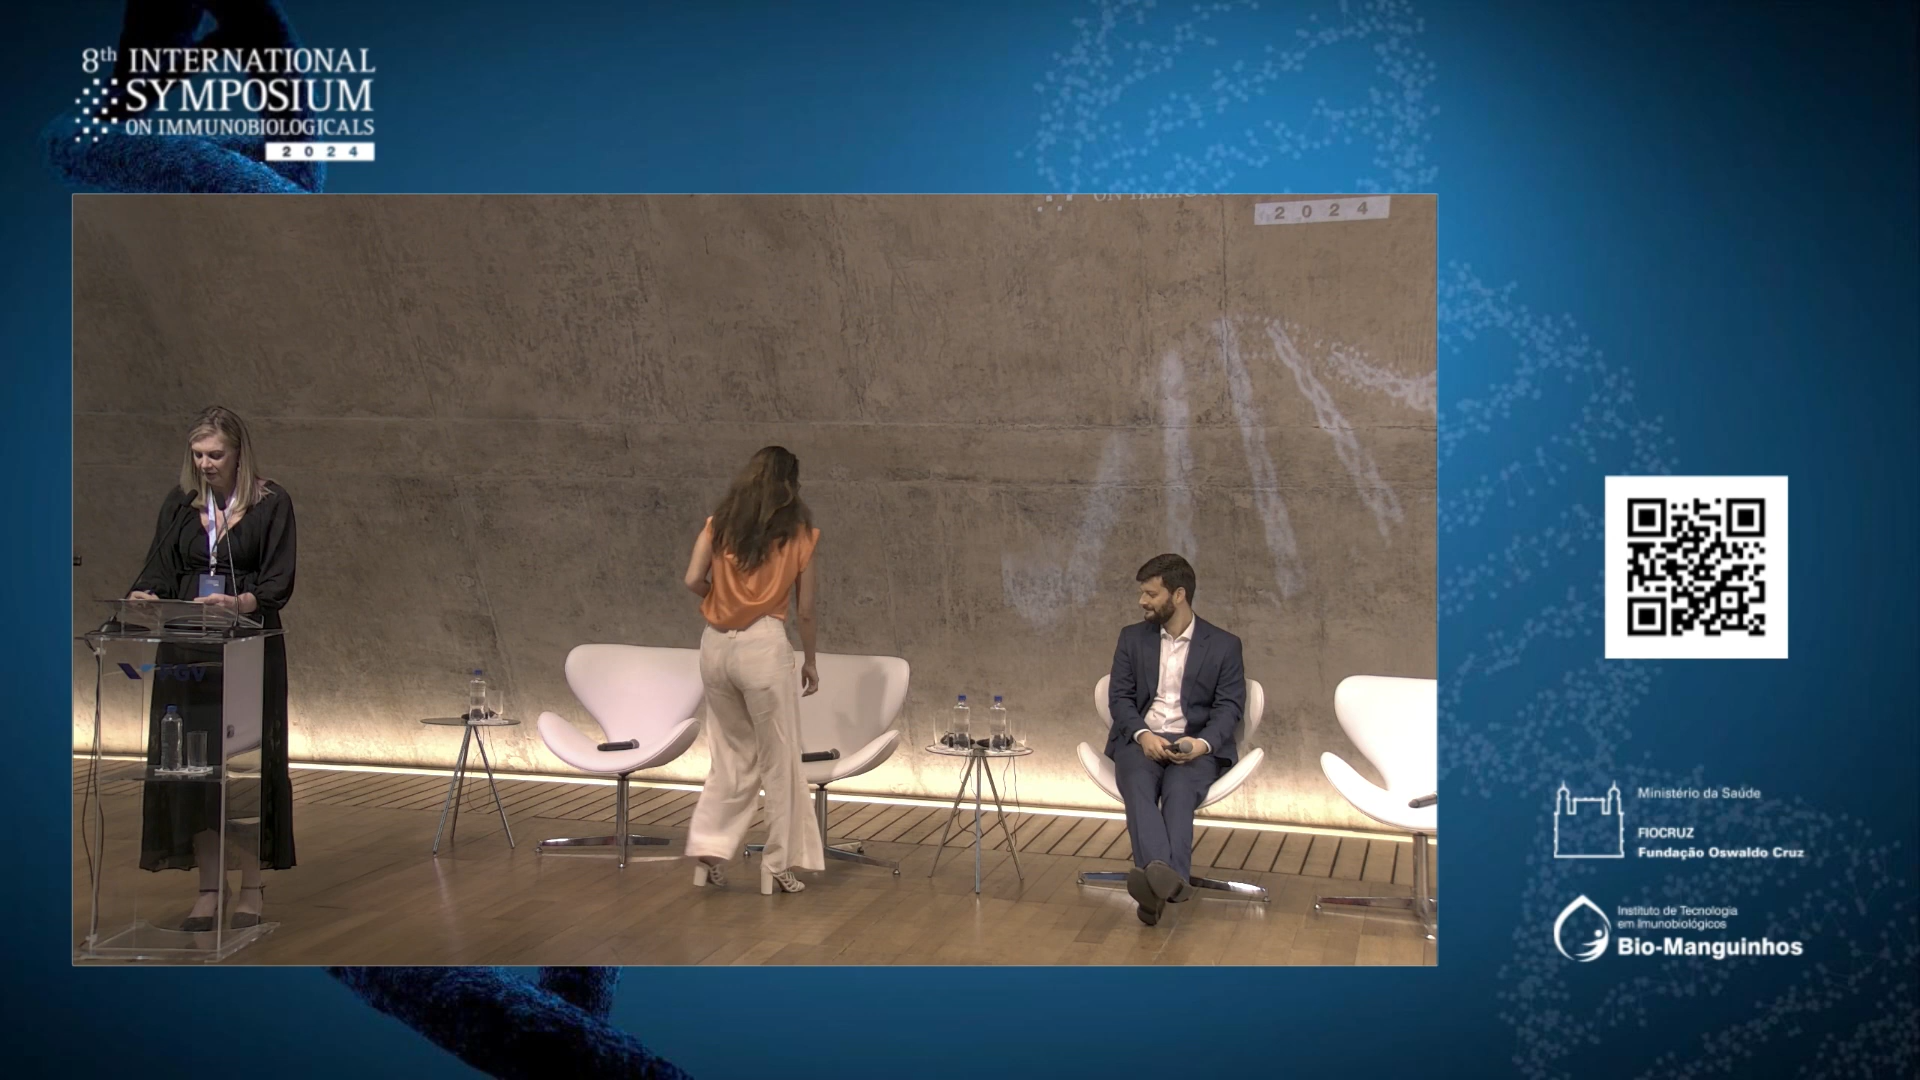 8th INTERNATIONAL
SYMPOSIUM
ON IMMUNOBIOLOGICALS
2024
2024
FGV
Ministério da Saúde
FIOCRUZ
Fundação Oswaldo Cruz
Instituto de Tecnologia
em Imunobiológicos
Bio-Manguinhos